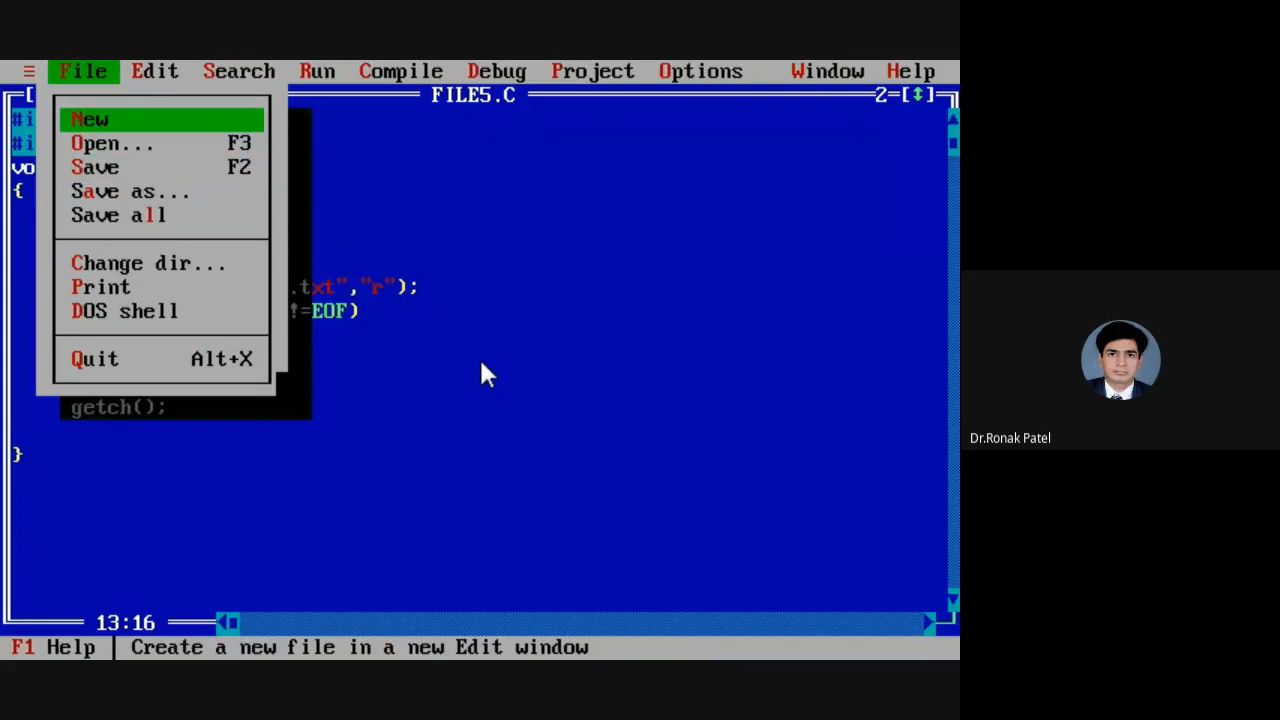 ≡ File Edit Search Run Compile Debug Project Options Window Help
[ FILE5.C 2=[↕]
#i New
#i Open... F3
vo Save F2
{ Save as...
Save all
Change dir...
Print .txt","r");
DOS shell !=EOF)
Quit Alt+X
getch();
}
13:16
F1 Help Create a new file in a new Edit window
Dr.Ronak Patel